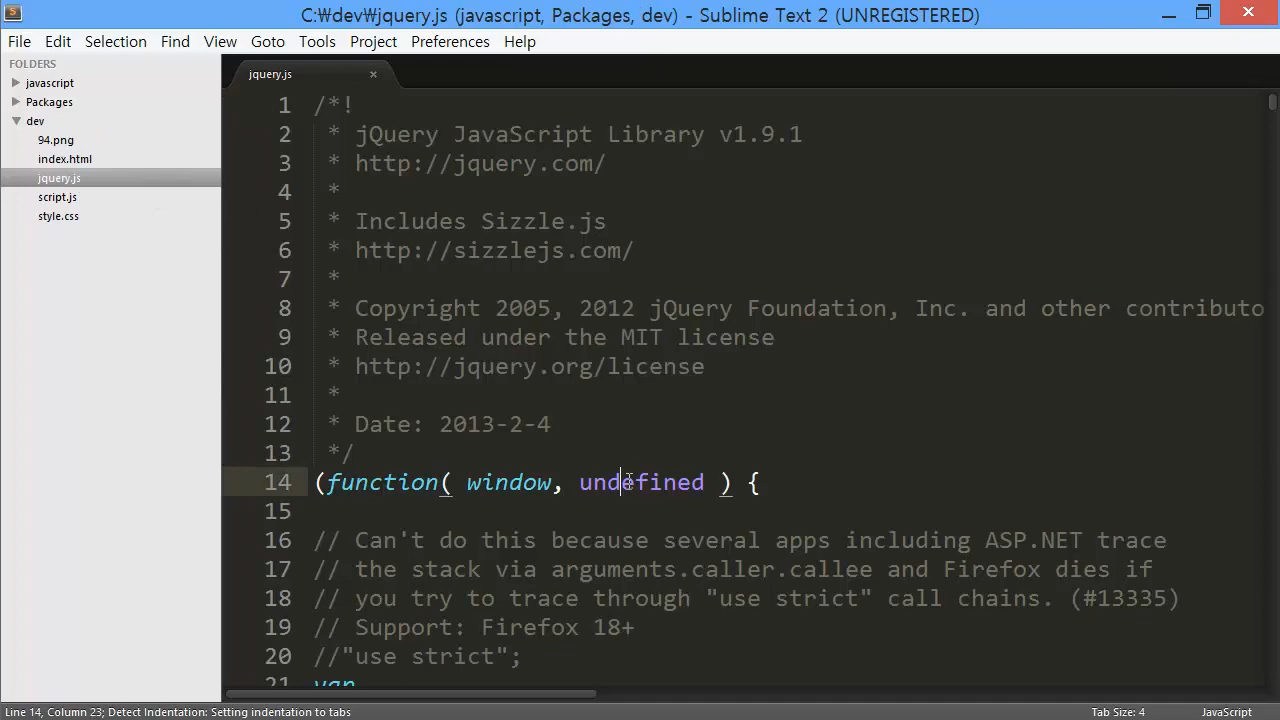 C:₩dev₩jquery.js (javascript, Packages, dev) - Sublime Text 2 (UNREGISTERED)
File Edit Selection Find View Goto Tools Project Preferences Help
FOLDERS
javascript
Packages
dev
94.png
index.html
jquery.js
script.js
style.css
jquery.js
1 /*!
2 * jQuery JavaScript Library v1.9.1
3 * http://jquery.com/
4 *
5 * Includes Sizzle.js
6 * http://sizzlejs.com/
7 *
8 * Copyright 2005, 2012 jQuery Foundation, Inc. and other contributo
9 * Released under the MIT license
10 * http://jquery.org/license
11 *
12 * Date: 2013-2-4
13 */
14 (function( window, undefined ) {
15
16 // Can't do this because several apps including ASP.NET trace
17 // the stack via arguments.caller.callee and Firefox dies if
18 // you try to trace through "use strict" call chains. (#13335)
19 // Support: Firefox 18+
20 //"use strict";
21 var
Line 14, Column 23; Detect Indentation: Setting indentation to tabs
Tab Size: 4
JavaScript